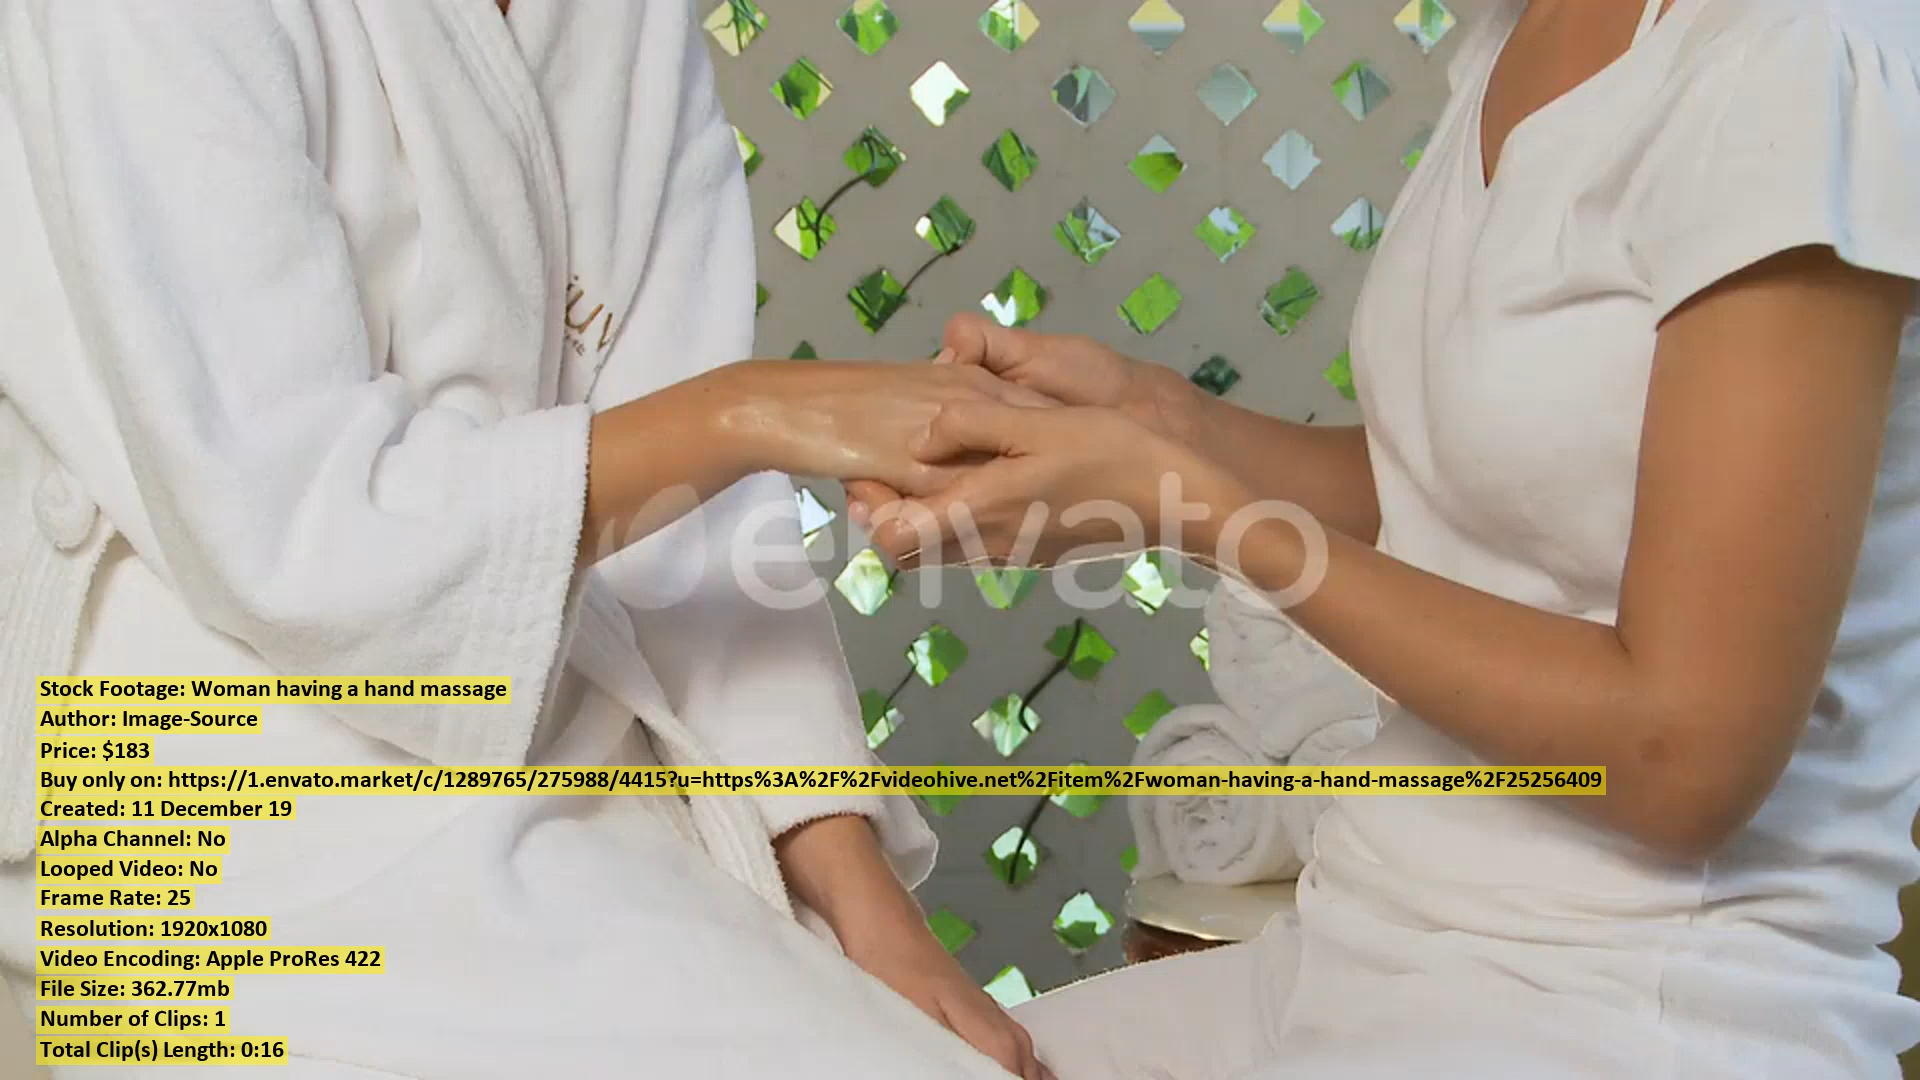 envato
Stock Footage: Woman having a hand massage
Author: Image-Source
Price: $183
Buy only on: https://1.envato.market/c/1289765/275988/4415?u=https%3A%2F%2Fvideohive.net%2Fitem%2Fwoman-having-a-hand-massage%2F25256409
Created: 11 December 19
Alpha Channel: No
Looped Video: No
Frame Rate: 25
Resolution: 1920x1080
Video Encoding: Apple ProRes 422
File Size: 362.77mb
Number of Clips: 1
Total Clip(s) Length: 0:16